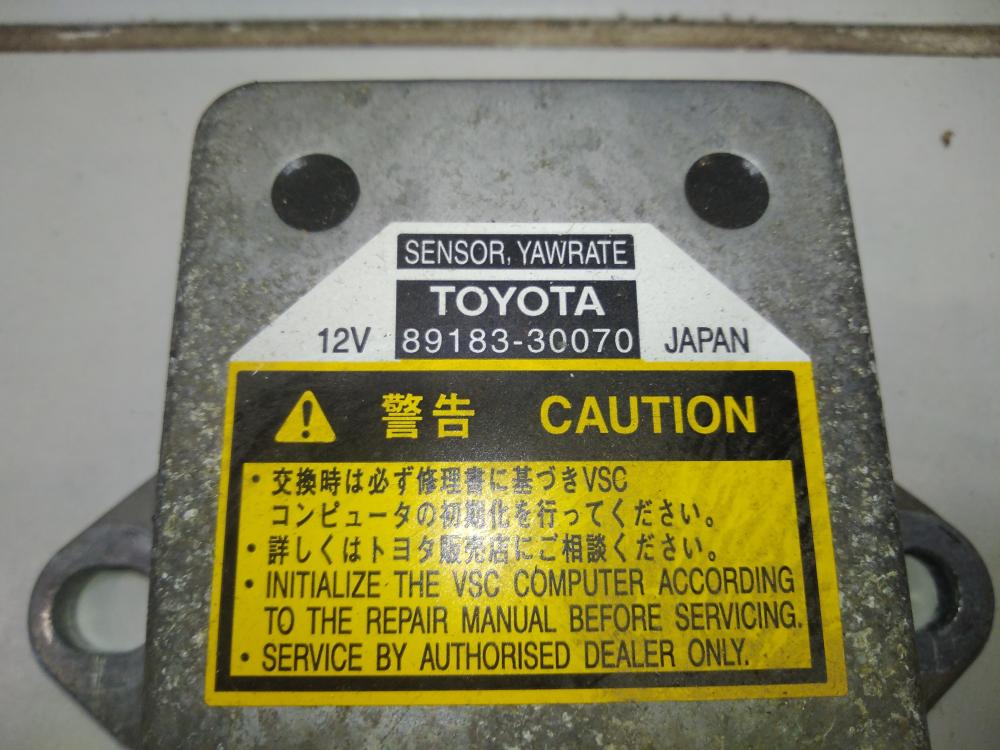 SENSOR, YAWRATE
TOYOTA
12V 89183-30070 JAPAN
警告 CAUTION
・交換時は必ず修理書に基づきVSC
コンピュータの初期化を行ってください。
・詳しくはトヨタ販売店にご相談ください。
・INITIALIZE THE VSC COMPUTER ACCORDING
TO THE REPAIR MANUAL BEFORE SERVICING.
・SERVICE BY AUTHORISED DEALER ONLY.